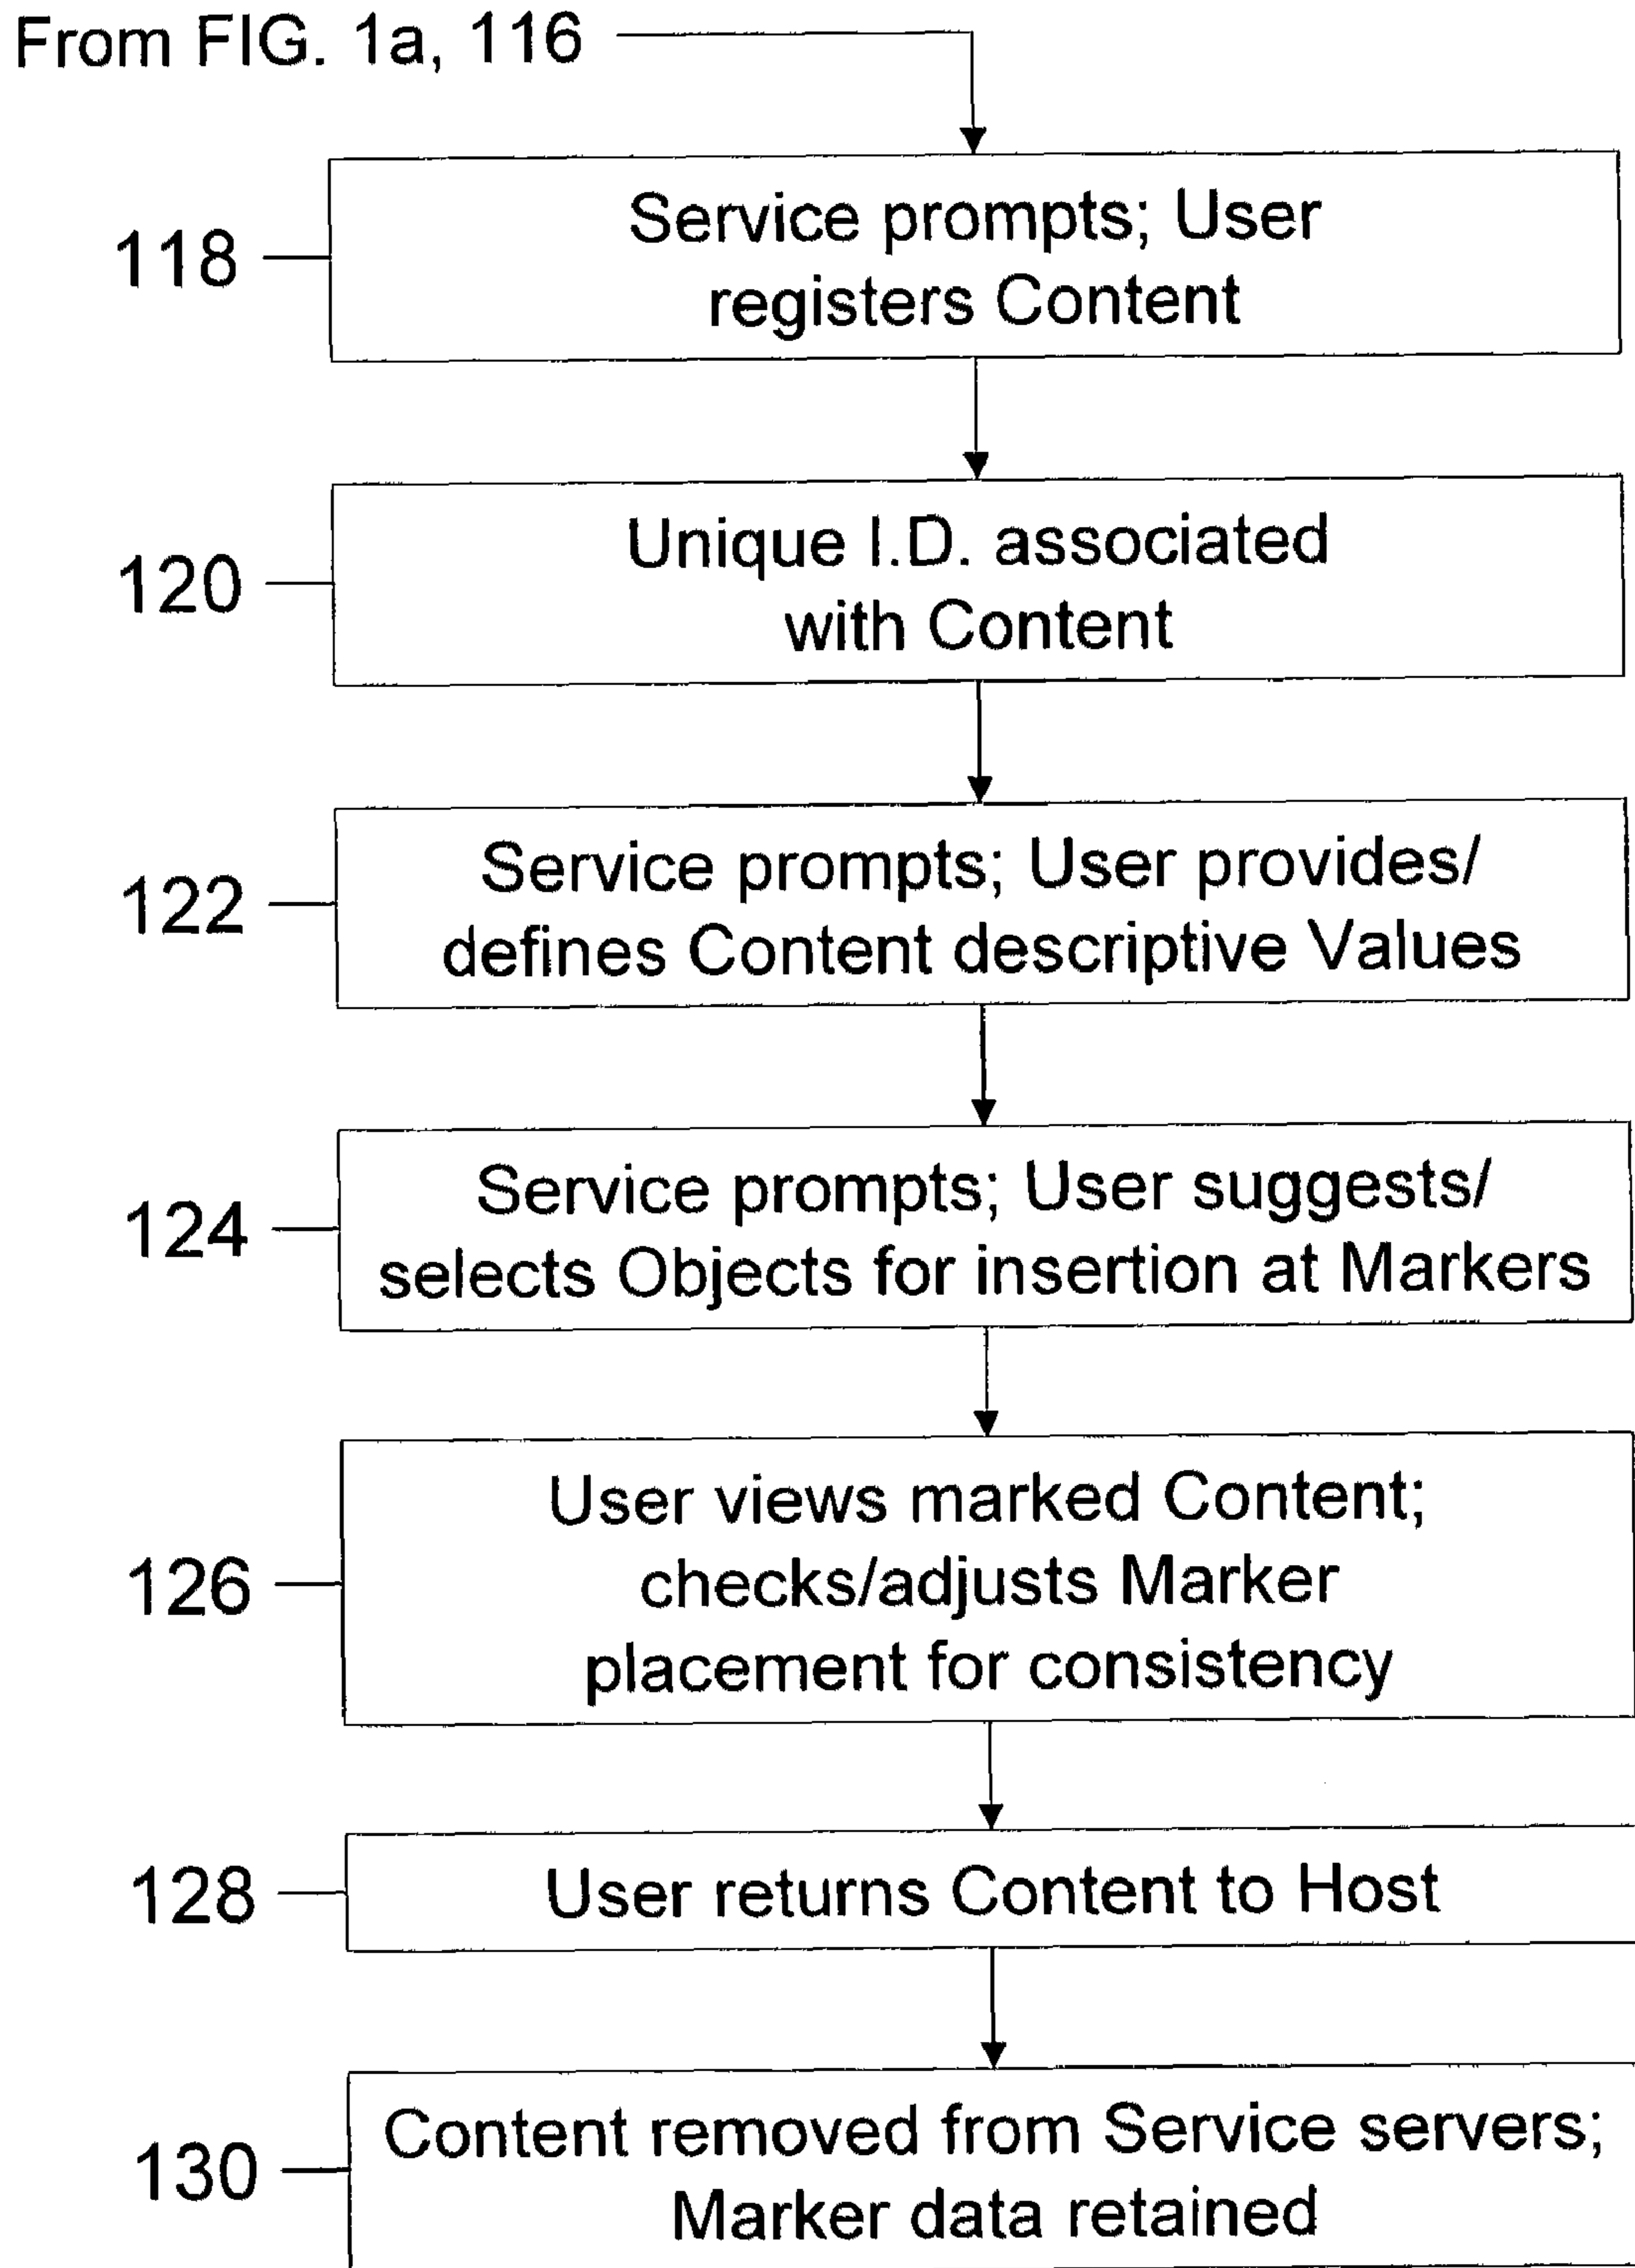 From FIG. 1a, 116
118
Service prompts; User
registers Content
120
Unique I.D. associated
with Content
122
Service prompts; User provides/
defines Content descriptive Values
124
Service prompts; User suggests/
selects Objects for insertion at Markers
126
User views marked Content;
checks/adjusts Marker
placement for consistency
128
User returns Content to Host
130
Content removed from Service servers;
Marker data retained